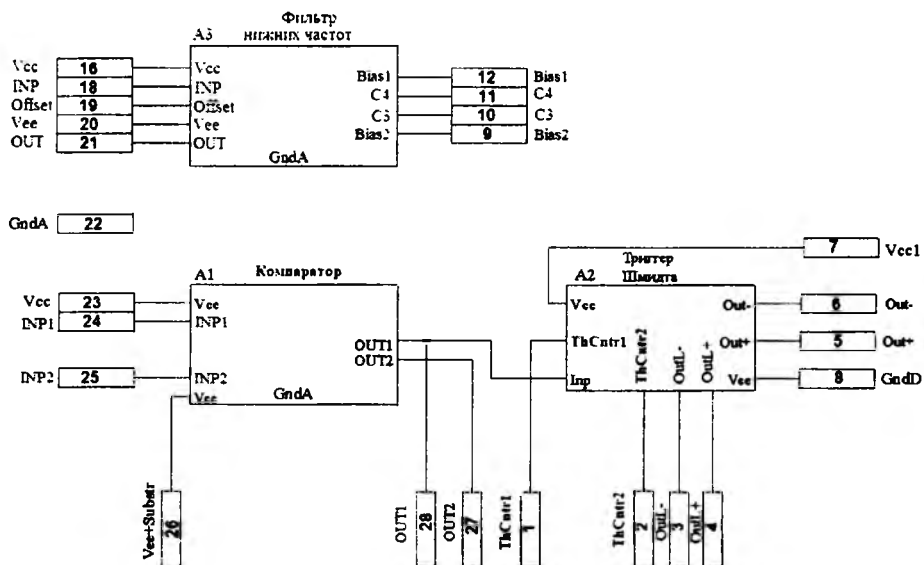 Фильтр
нижних частот
A3
Vcc 16 Vcc
INP 18 INP
Offset 19 Offset
Vee 20 Vee
OUT 21 OUT
Bias1 12 Bias1
C4 11 C4
C3 10 C3
Bias2 9 Bias2
GndA
GndA 22
A1 Компаратор
Vcc 23 Vcc
INP1 24 INP1
INP2 25 INP2
Vee
OUT1
OUT2
GndA
Vee+Substr 26
OUT1 28
OUT2 27
ThCntr1 1
Триггер
Шмидта
A2
7 Vcc1
Vcc
ThCntr1
Inp
ThCntr2
OutL-
OutL+
Out- 6 Out-
Out+ 5 Out+
Vee 8 GndD
ThCntr2 2
OutL- 3
OutL+ 4